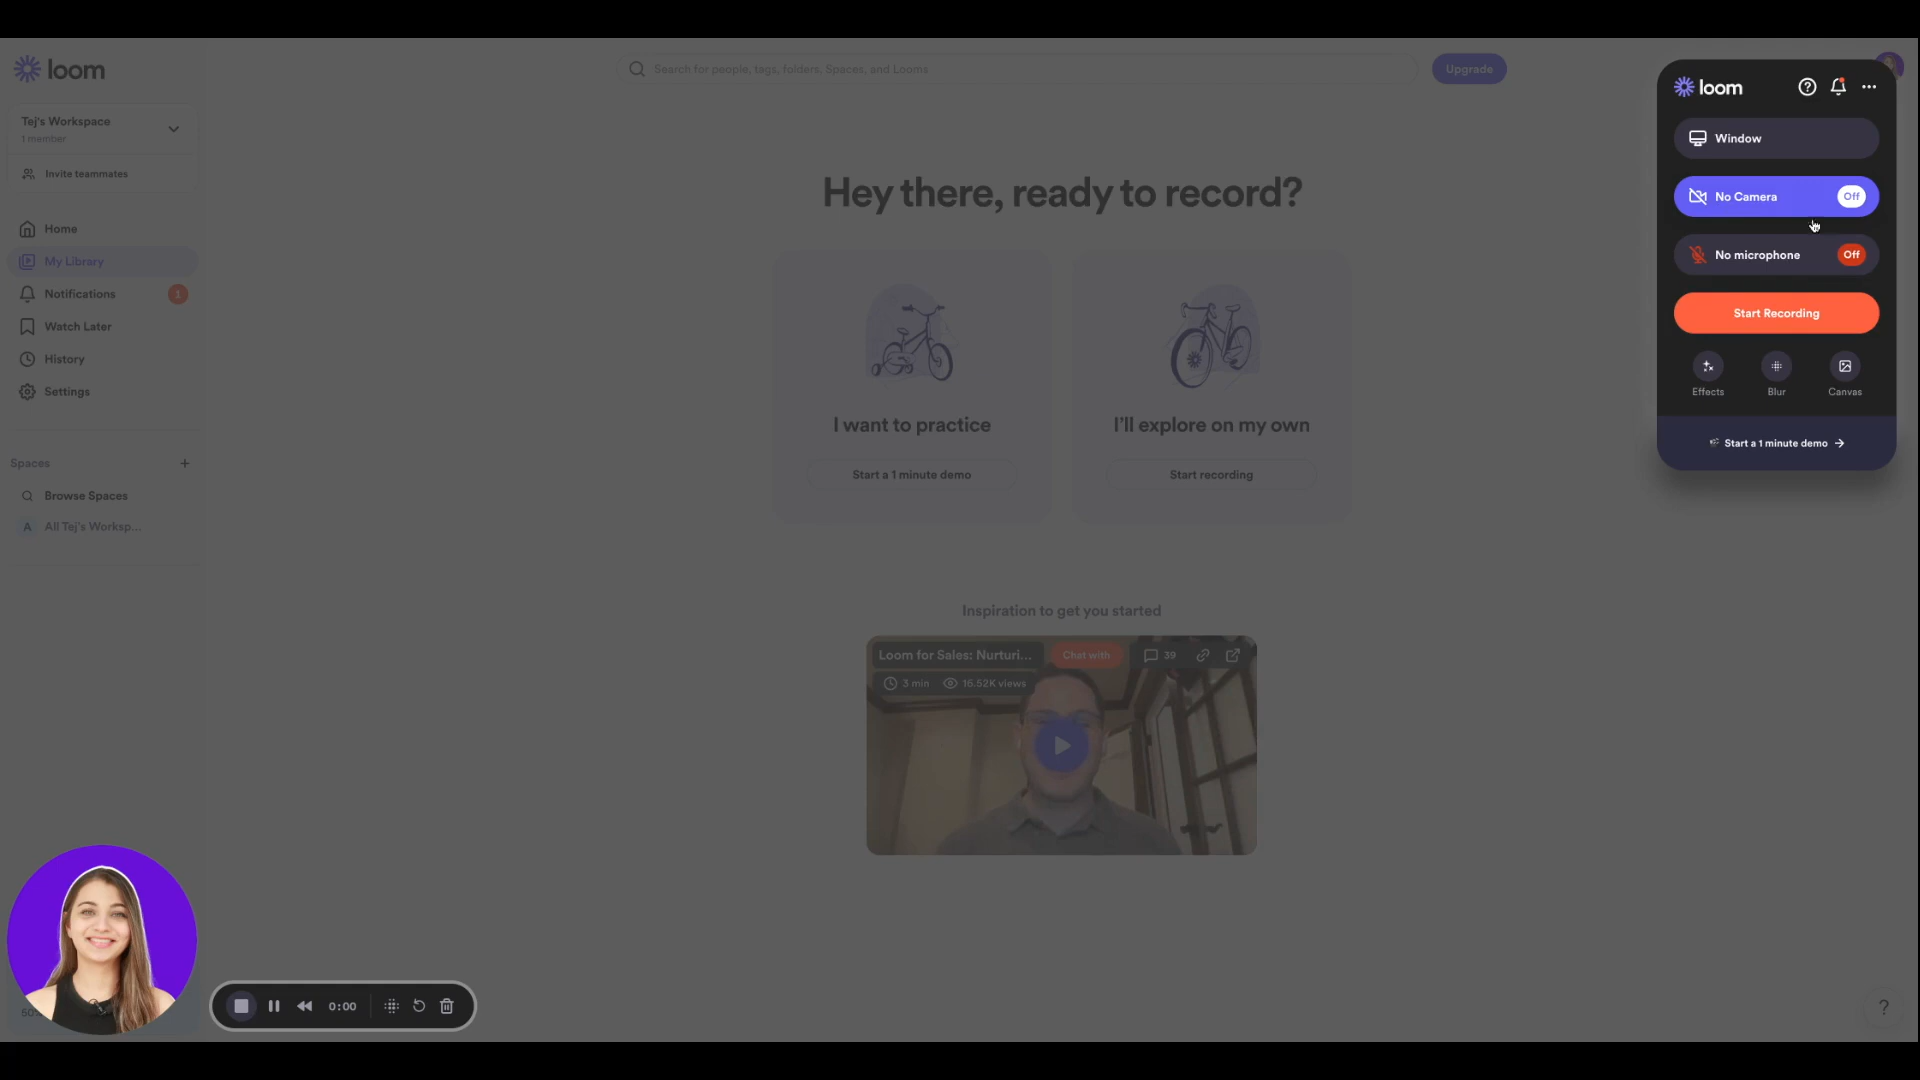 loom
Search for people, tags, folders, Spaces, and Looms
Upgrade
Tej's Workspace
1 member
Invite teammates
Home
My Library
Notifications
1
Watch Later
History
Settings
Spaces
Browse Spaces
A All Tej's Worksp...
Hey there, ready to record?
I want to practice
Start a 1 minute demo
I'll explore on my own
Start recording
Inspiration to get you started
Loom for Sales: Nurturi...
Chat with
39
3 min
16.52K views
0:00
loom
Window
No Camera
Off
No microphone
Off
Start Recording
Effects
Blur
Canvas
Start a 1 minute demo →
?